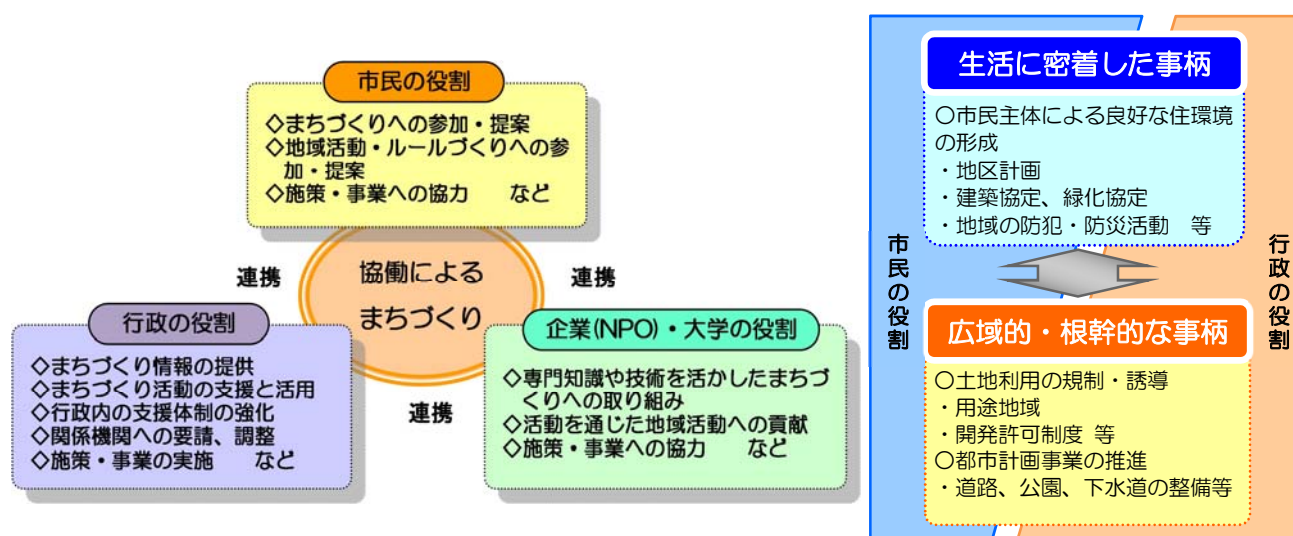 市民の役割
◇まちづくりへの参加・提案
◇地域活動・ルールづくりへの参
加・提案
◇施策・事業への協力　など
連携
協働による
まちづくり
連携
行政の役割
◇まちづくり情報の提供
◇まちづくり活動の支援と活用
◇行政内の支援体制の強化
◇関係機関への要請、調整
◇施策・事業の実施　など
連携
企業(NPO)・大学の役割
◇専門知識や技術を活かしたまちづ
くりへの取り組み
◇活動を通じた地域活動への貢献
◇施策・事業への協力　など
市民の役割
生活に密着した事柄
〇市民主体による良好な住環境
の形成
・地区計画
・建築協定、緑化協定
・地域の防犯・防災活動　等
広域的・根幹的な事柄
〇土地利用の規制・誘導
・用途地域
・開発許可制度 等
〇都市計画事業の推進
・道路、公園、下水道の整備等
行政の役割